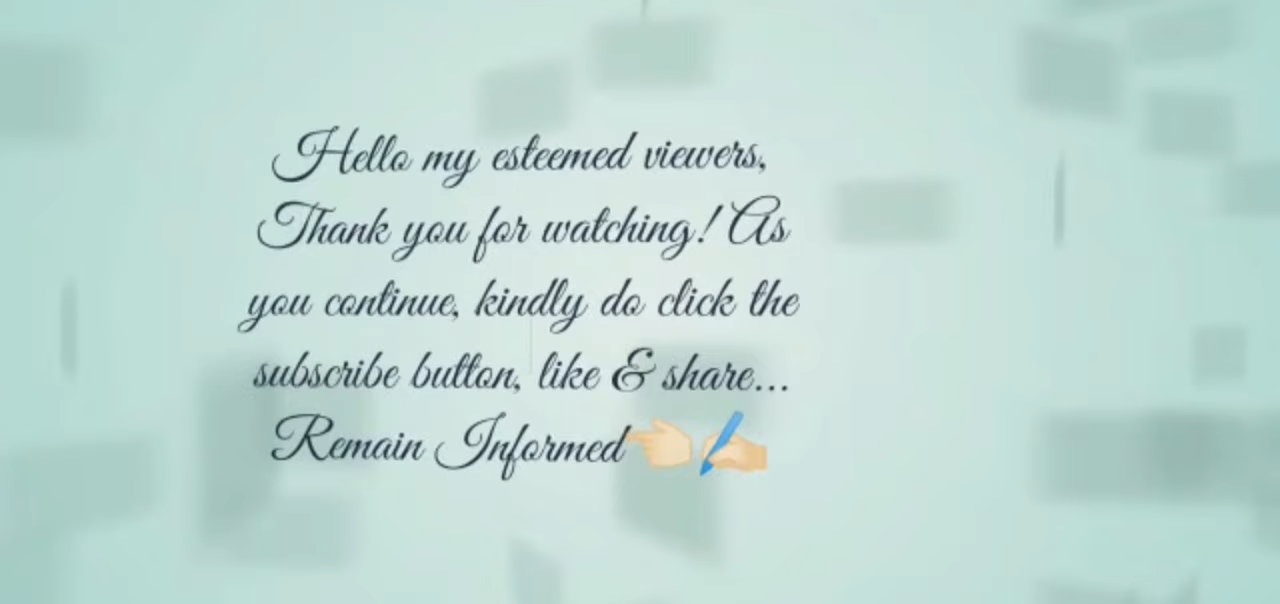 Hello my esteemed viewers,
Thank you for watching! As
you continue, kindly do click the
subscribe button, like & share...
Remain Informed👈🏻✍🏻